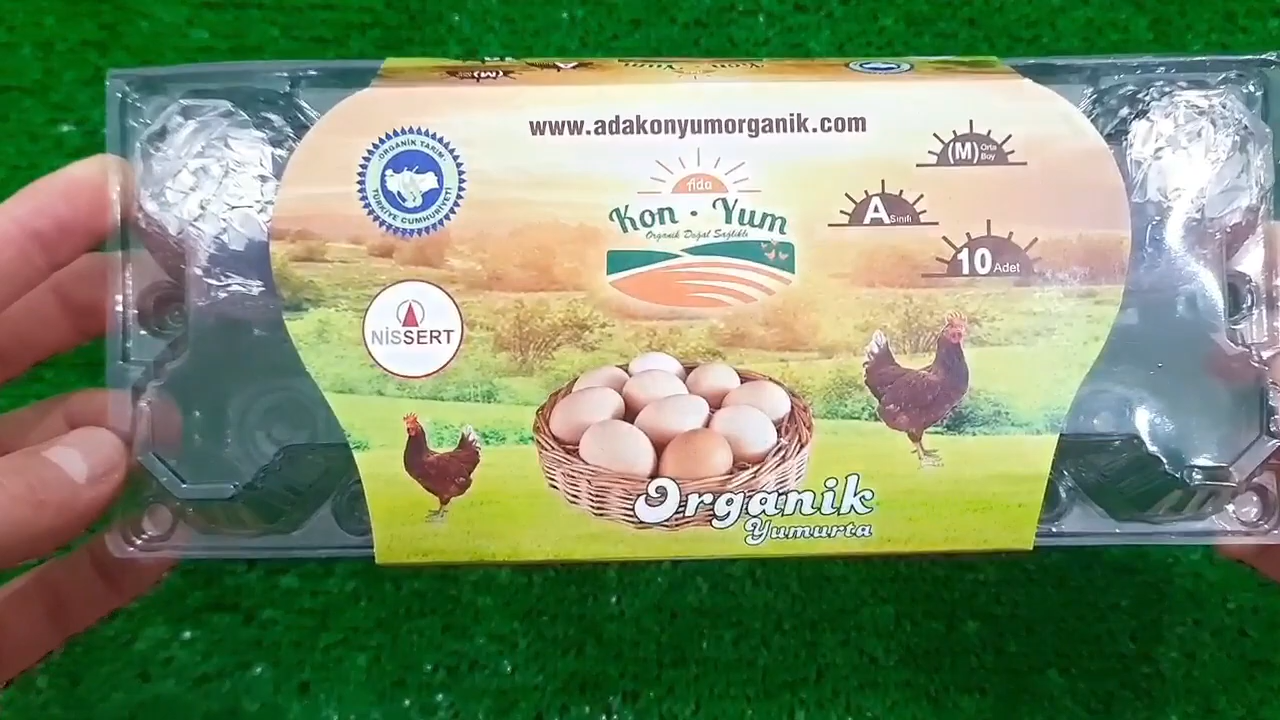 www.adakonyumorganik.com
ORGANİK TARIM
TÜRKİYE CUMHURİYETİ
Ada
Kon · Yum
Organik Doğal Sağlıklı
(M) Orta Boy
A Sınıfı
10 Adet
NİSSERT
Organik
Yumurta